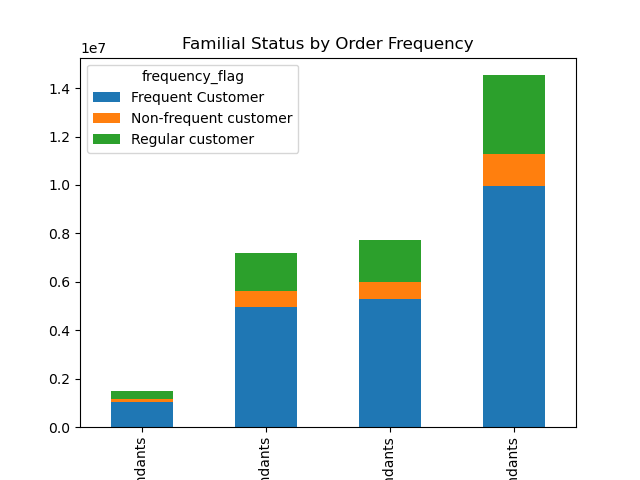 Familial Status by Order Frequency
1e7
frequency_flag
Frequent Customer
Non-frequent customer
Regular customer
1.4
1.2
1.0
0.8
0.6
0.4
0.2
0.0
ndants
ndants
ndants
ndants